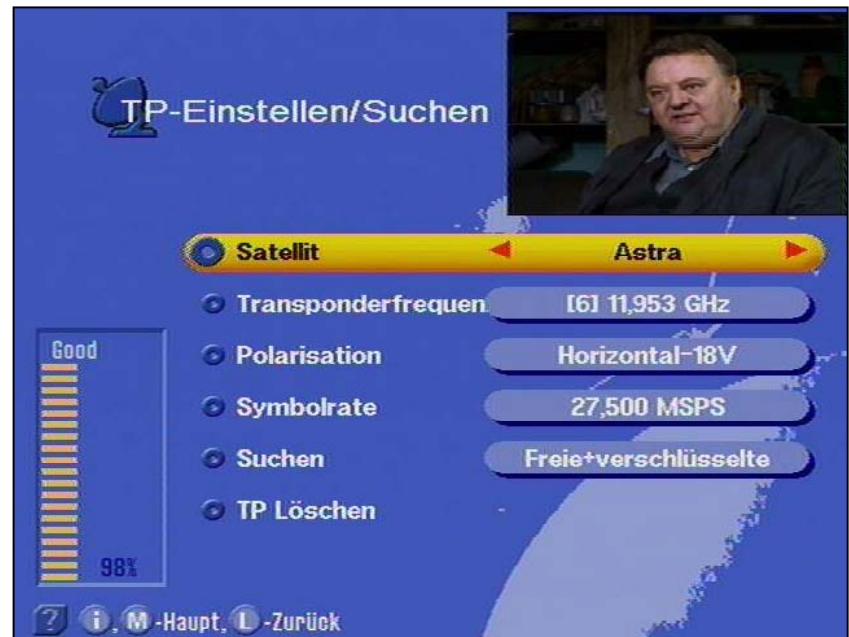 TP-Einstellen/Suchen
Satellit Astra
Transponderfrequen [6] 11,953 GHz
Good
Polarisation Horizontal-18V
Symbolrate 27,500 MSPS
Suchen Freie+verschlüsselte
TP Löschen
98%
? i, M -Haupt, L -Zurück